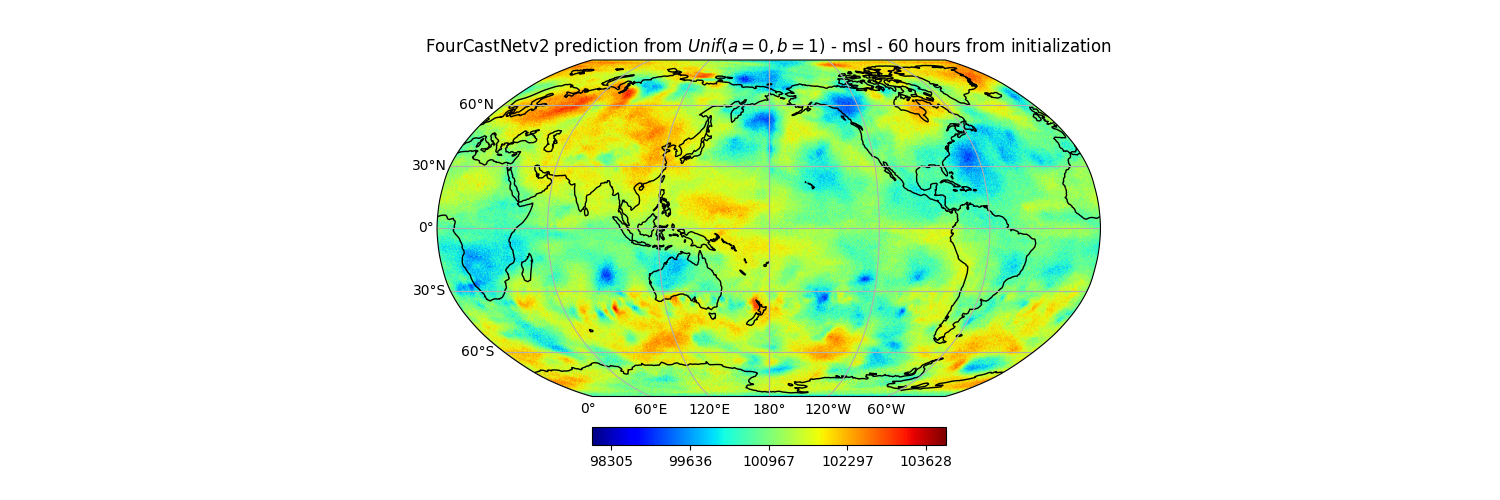 FourCastNetv2 prediction from Unif(a = 0, b = 1) - msl - 60 hours from initialization
60°N
30°N
0°
30°S
60°S
0° 60°E 120°E 180° 120°W 60°W
98305 99636 100967 102297 103628